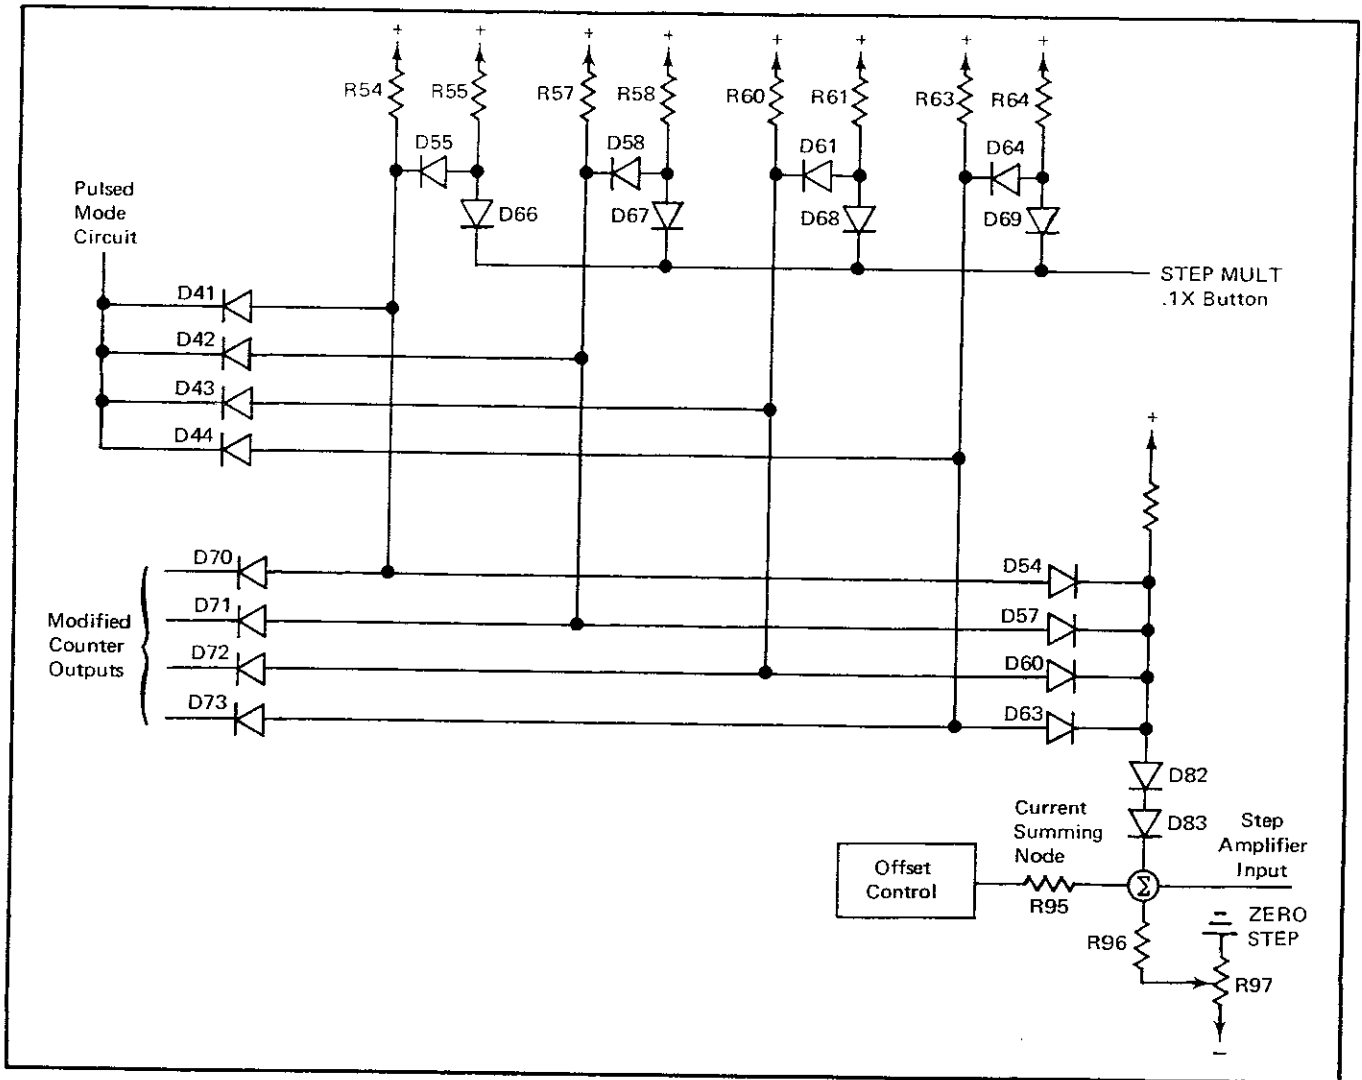 + + + + + + + +
R54 R55 R57 R58 R60 R61 R63 R64
D55 D58 D61 D64
D66 D67 D68 D69
Pulsed
Mode
Circuit
STEP MULT
.1X Button
D41
D42
D43
D44
+
D70 D54
D71 D57
D72 D60
D73 D63
Modified
Counter
Outputs
D82
D83
Current
Summing
Node
Step
Amplifier
Input
Offset
Control
R95
Σ
R96
ZERO
STEP
R97
−